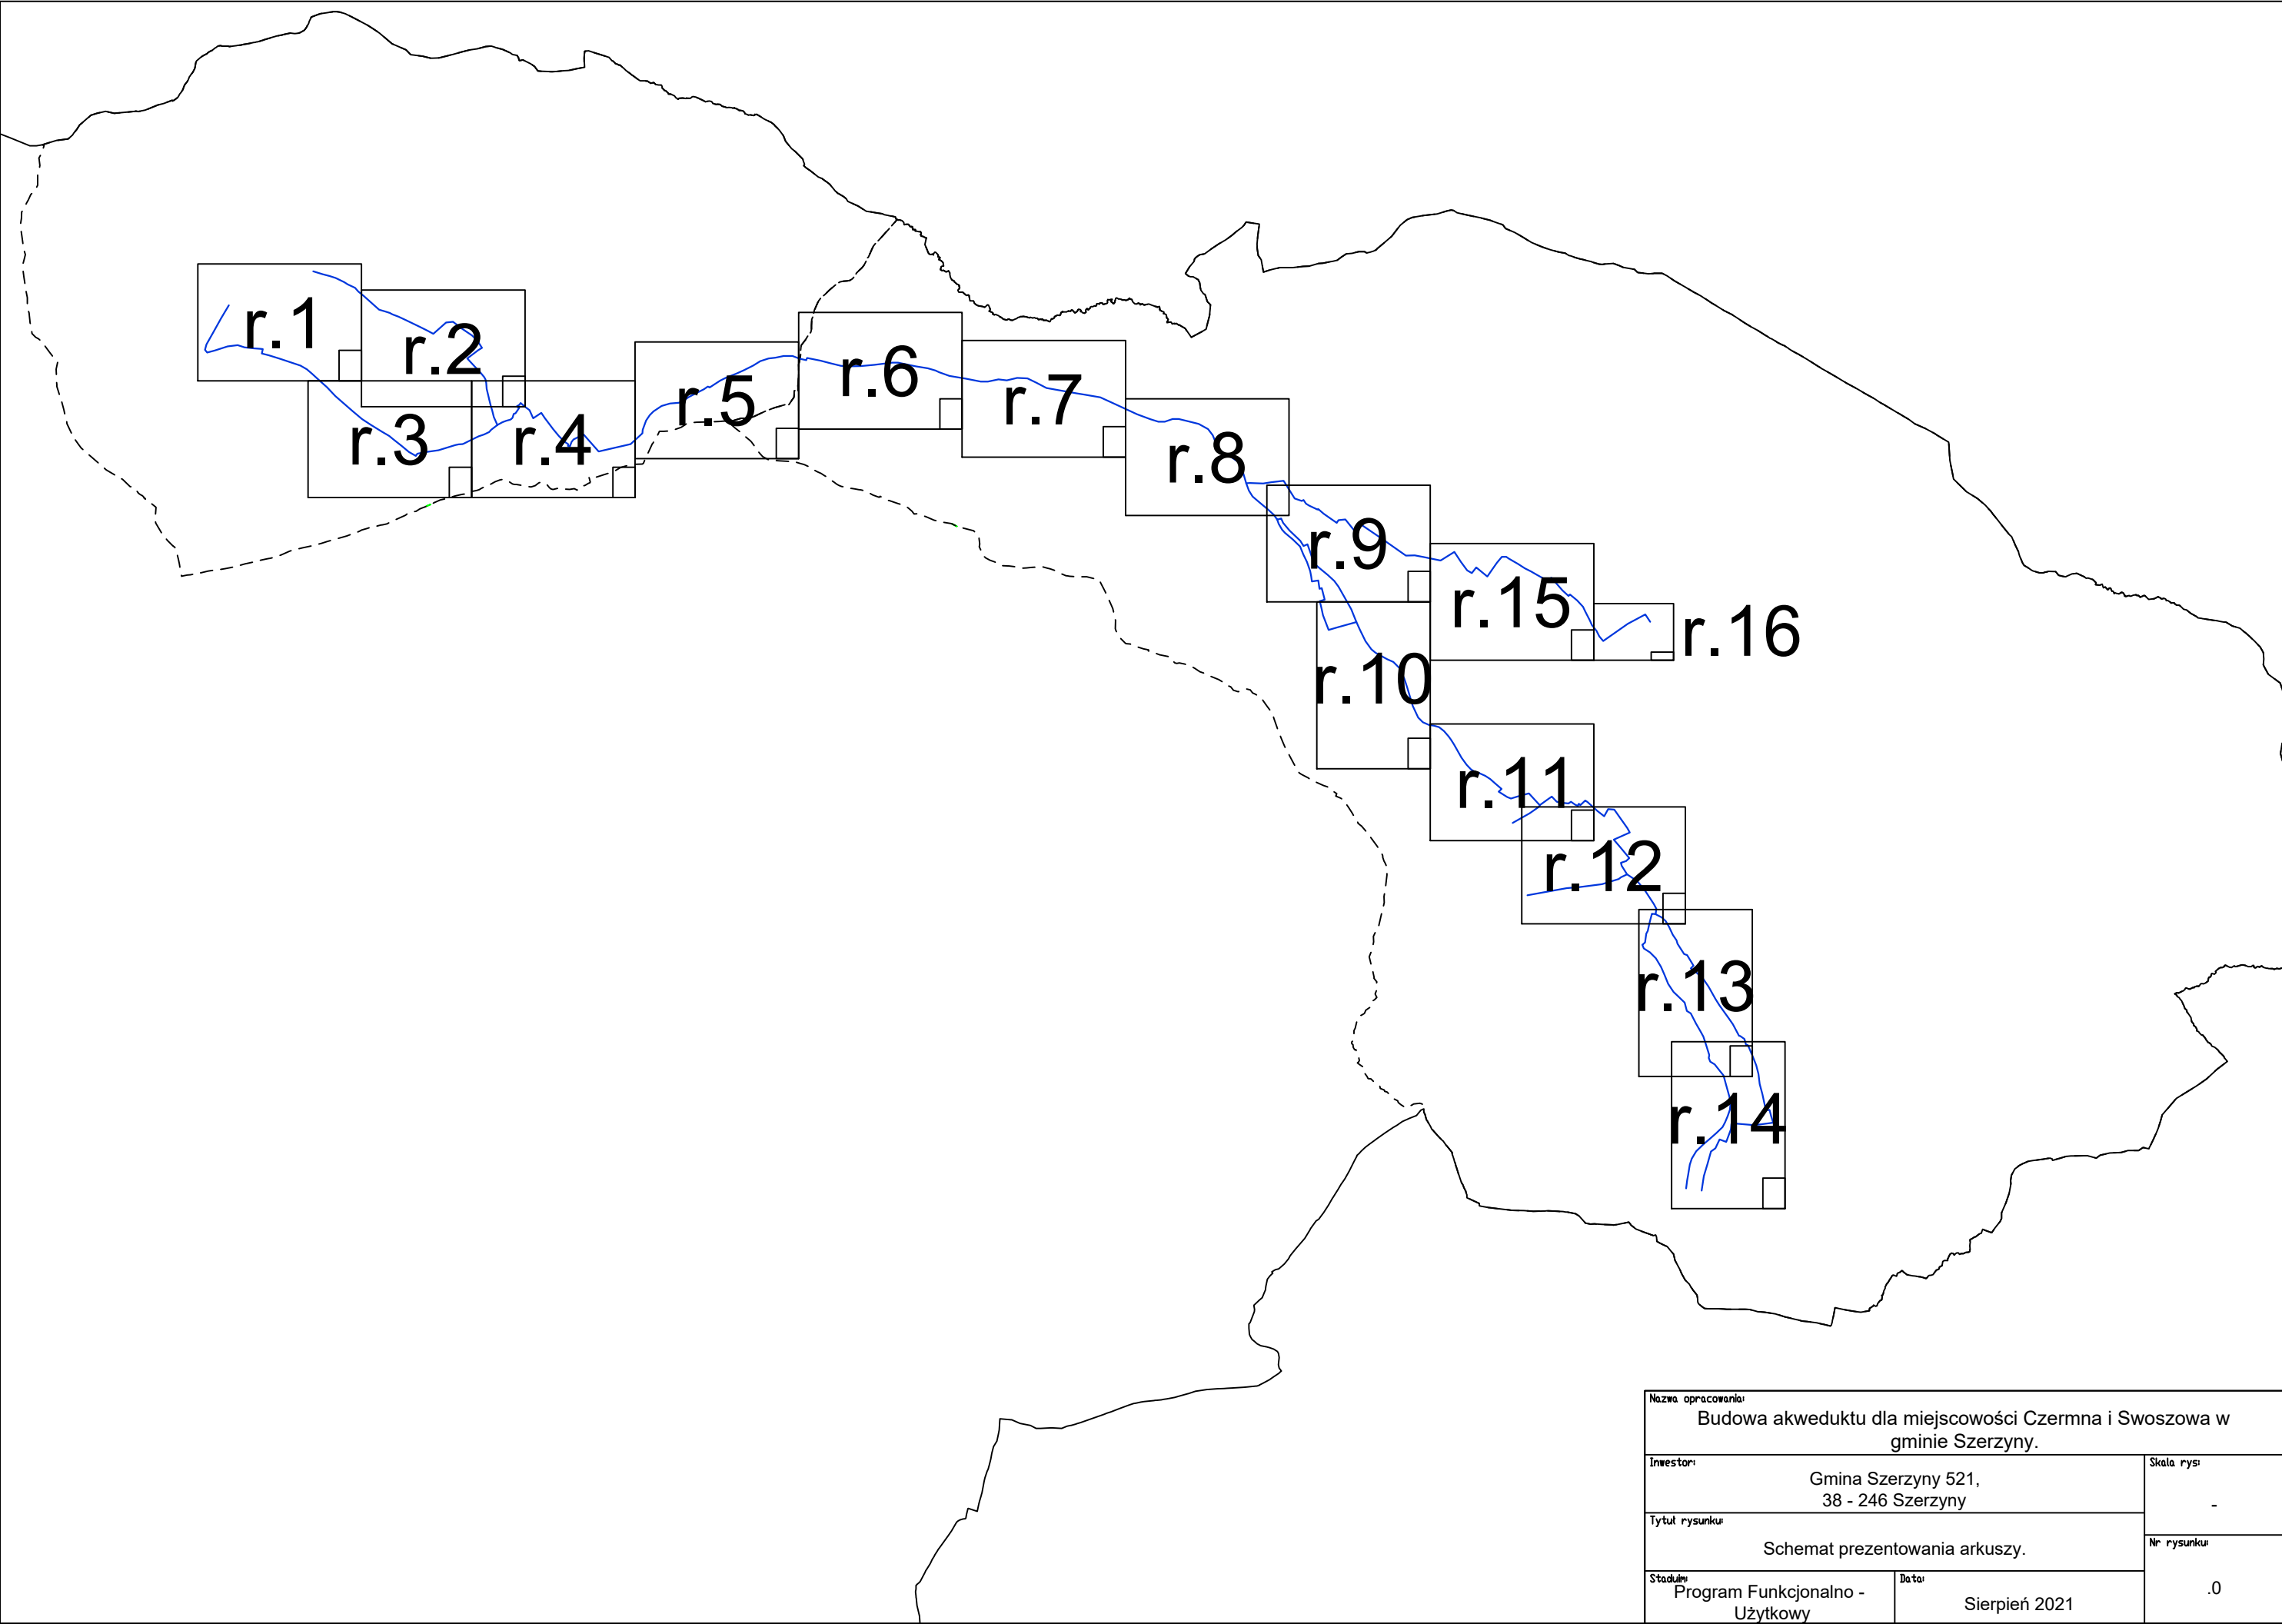 r.1
r.2
r.3
r.4
r.5
r.6
r.7
r.8
r.9
r.15
r.16
r.10
r.11
r.12
r.13
r.14
Nazwa opracowania:
Budowa akweduktu dla miejscowości Czermna i Swoszowa w
gminie Szerzyny.
Inwestor:
Gmina Szerzyny 521,
38 - 246 Szerzyny
Skala rys:
-
Tytuł rysunku:
Schemat prezentowania arkuszy.
Nr rysunku:
.0
Staduim:
Program Funkcjonalno -
Użytkowy
Data:
Sierpień 2021